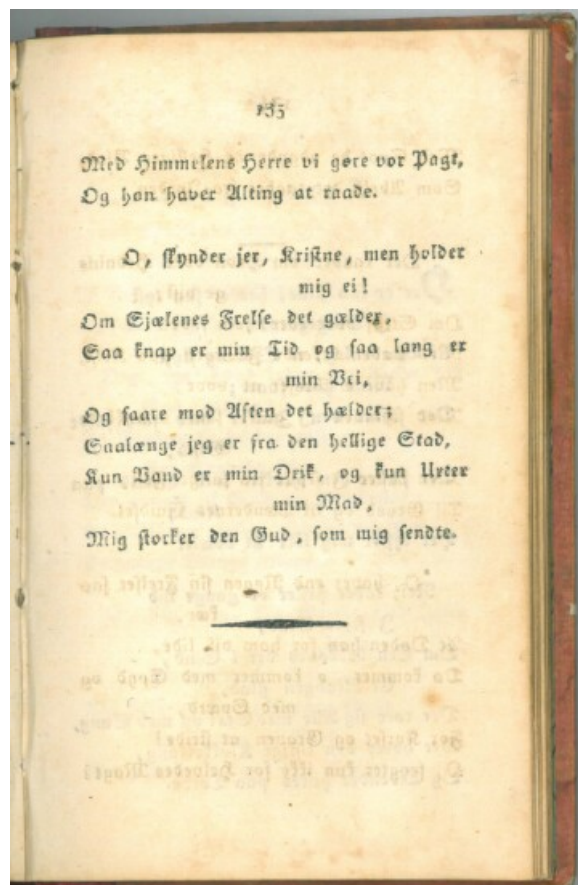 135
Med Himmelens Herre vi gøre vor Pagt,
Og han haver Alting at raade.
O, skynder jer, Kristne, men holder
mig ei!
Om Sjælenes Frelse det gælder,
Saa knap er min Tid og saa lang er
min Vei,
Og saare mod Aften det hælder;
Saalænge jeg er fra den hellige Stad,
Kun Vand er min Drik, og kun Urter
min Mad,
Mig styrker den Gud, som mig sendte.